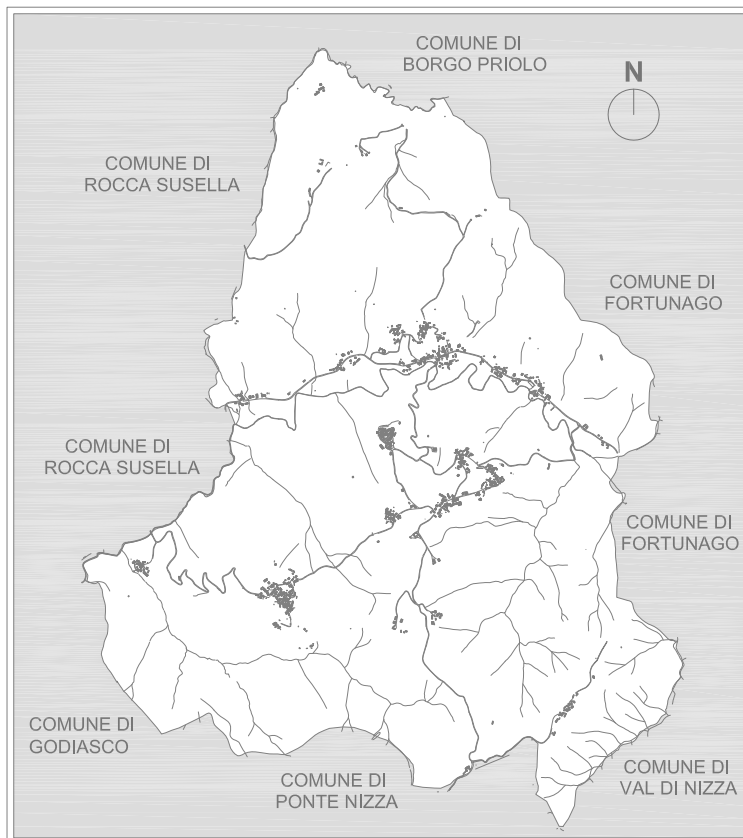 COMUNE DI
BORGO PRIOLO
N
COMUNE DI
ROCCA SUSELLA
COMUNE DI
FORTUNAGO
COMUNE DI
ROCCA SUSELLA
COMUNE DI
FORTUNAGO
COMUNE DI
GODIASCO
COMUNE DI
PONTE NIZZA
COMUNE DI
VAL DI NIZZA